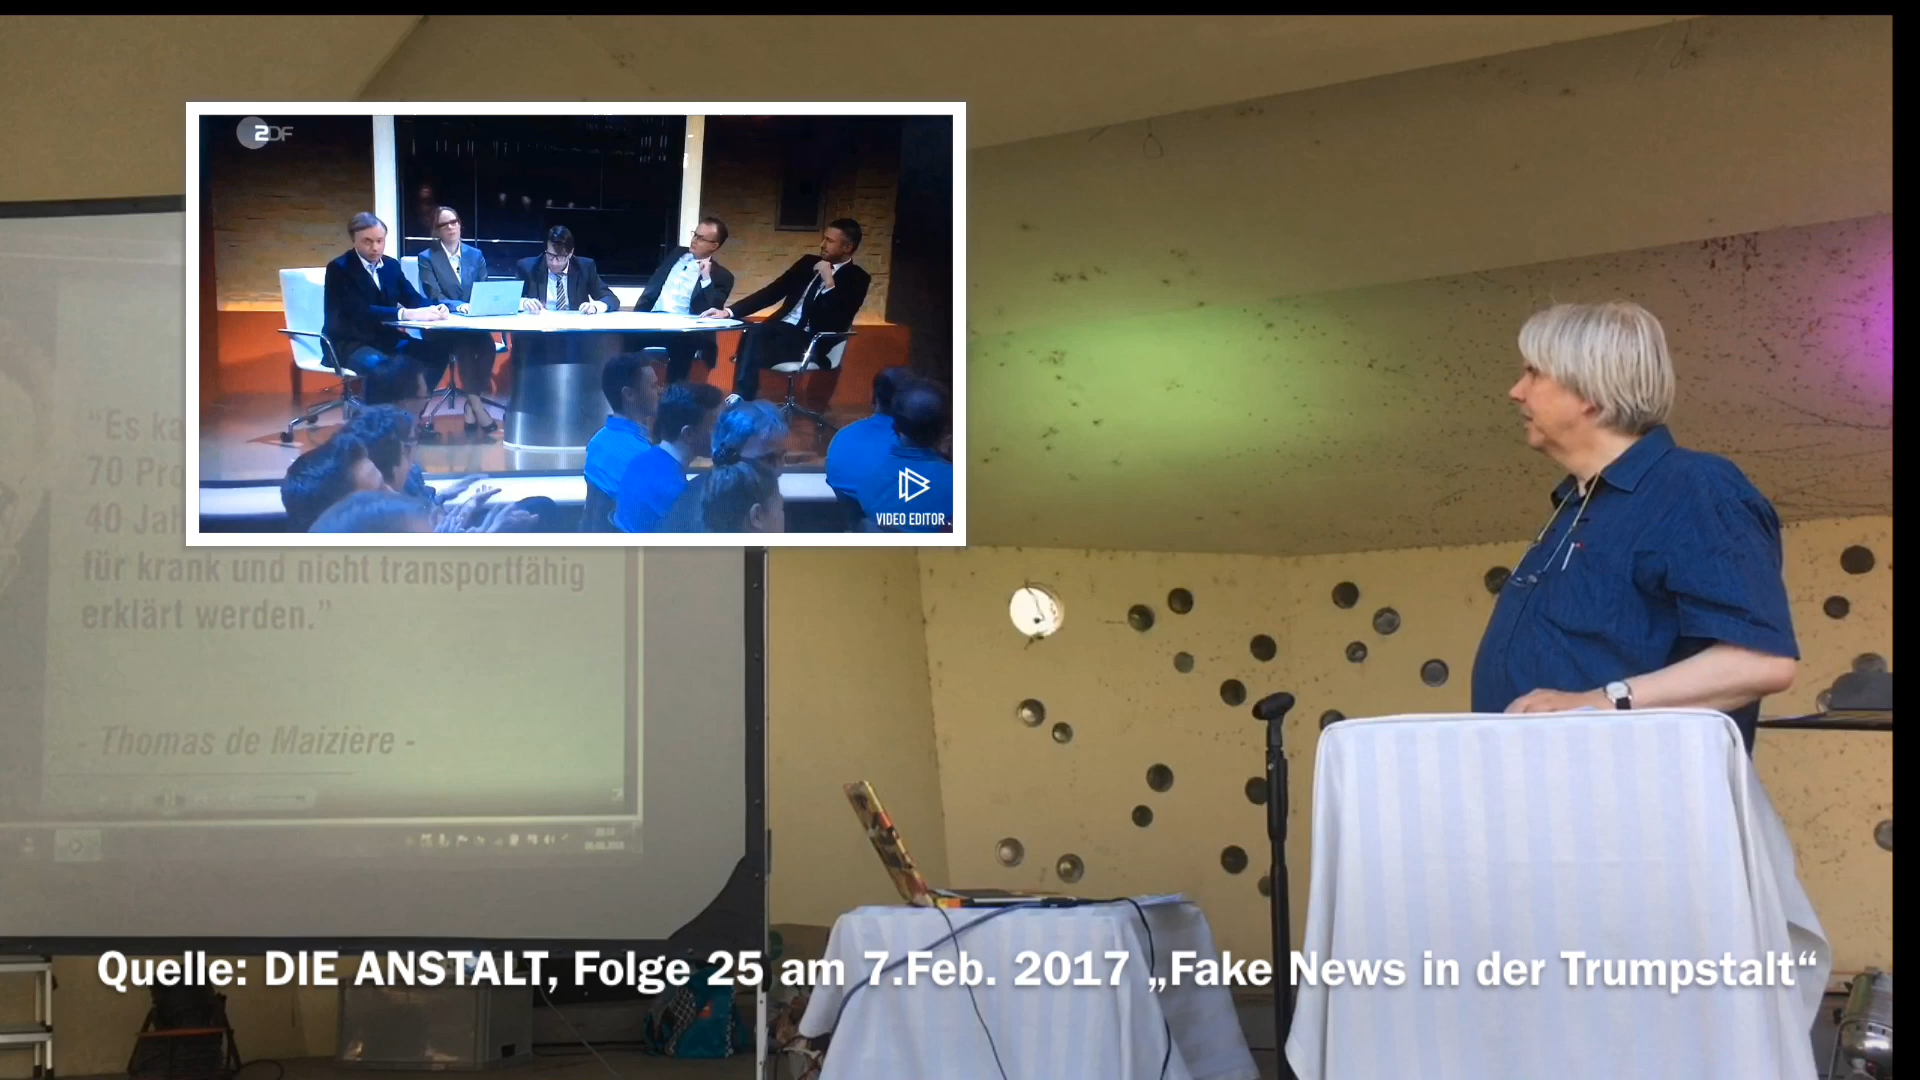 ZDF
VIDEO EDITOR
“Es ka
70 Pro
40 Jah
für krank und nicht transportfähig
erklärt werden.”
- Thomas de Maizière -
Quelle: DIE ANSTALT, Folge 25 am 7.Feb. 2017 „Fake News in der Trumpstalt“